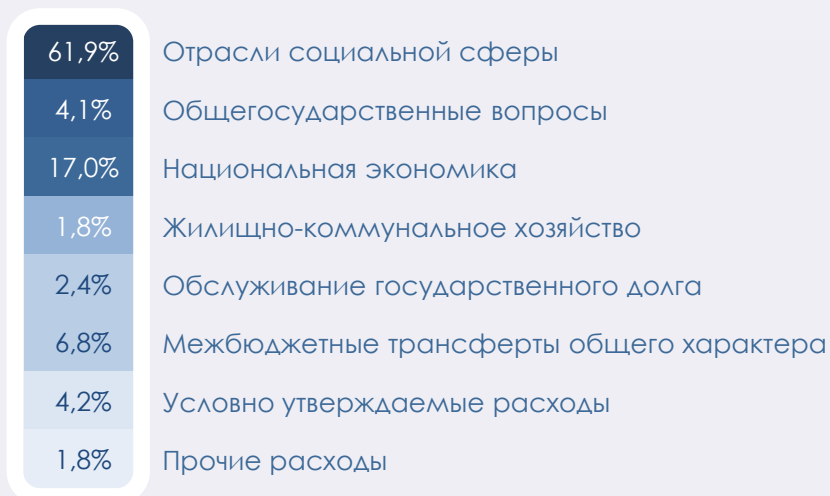 61,9% Отрасли социальной сферы
4,1% Общегосударственные вопросы
17,0% Национальная экономика
1,8% Жилищно-коммунальное хозяйство
2,4% Обслуживание государственного долга
6,8% Межбюджетные трансферты общего характера
4,2% Условно утверждаемые расходы
1,8% Прочие расходы